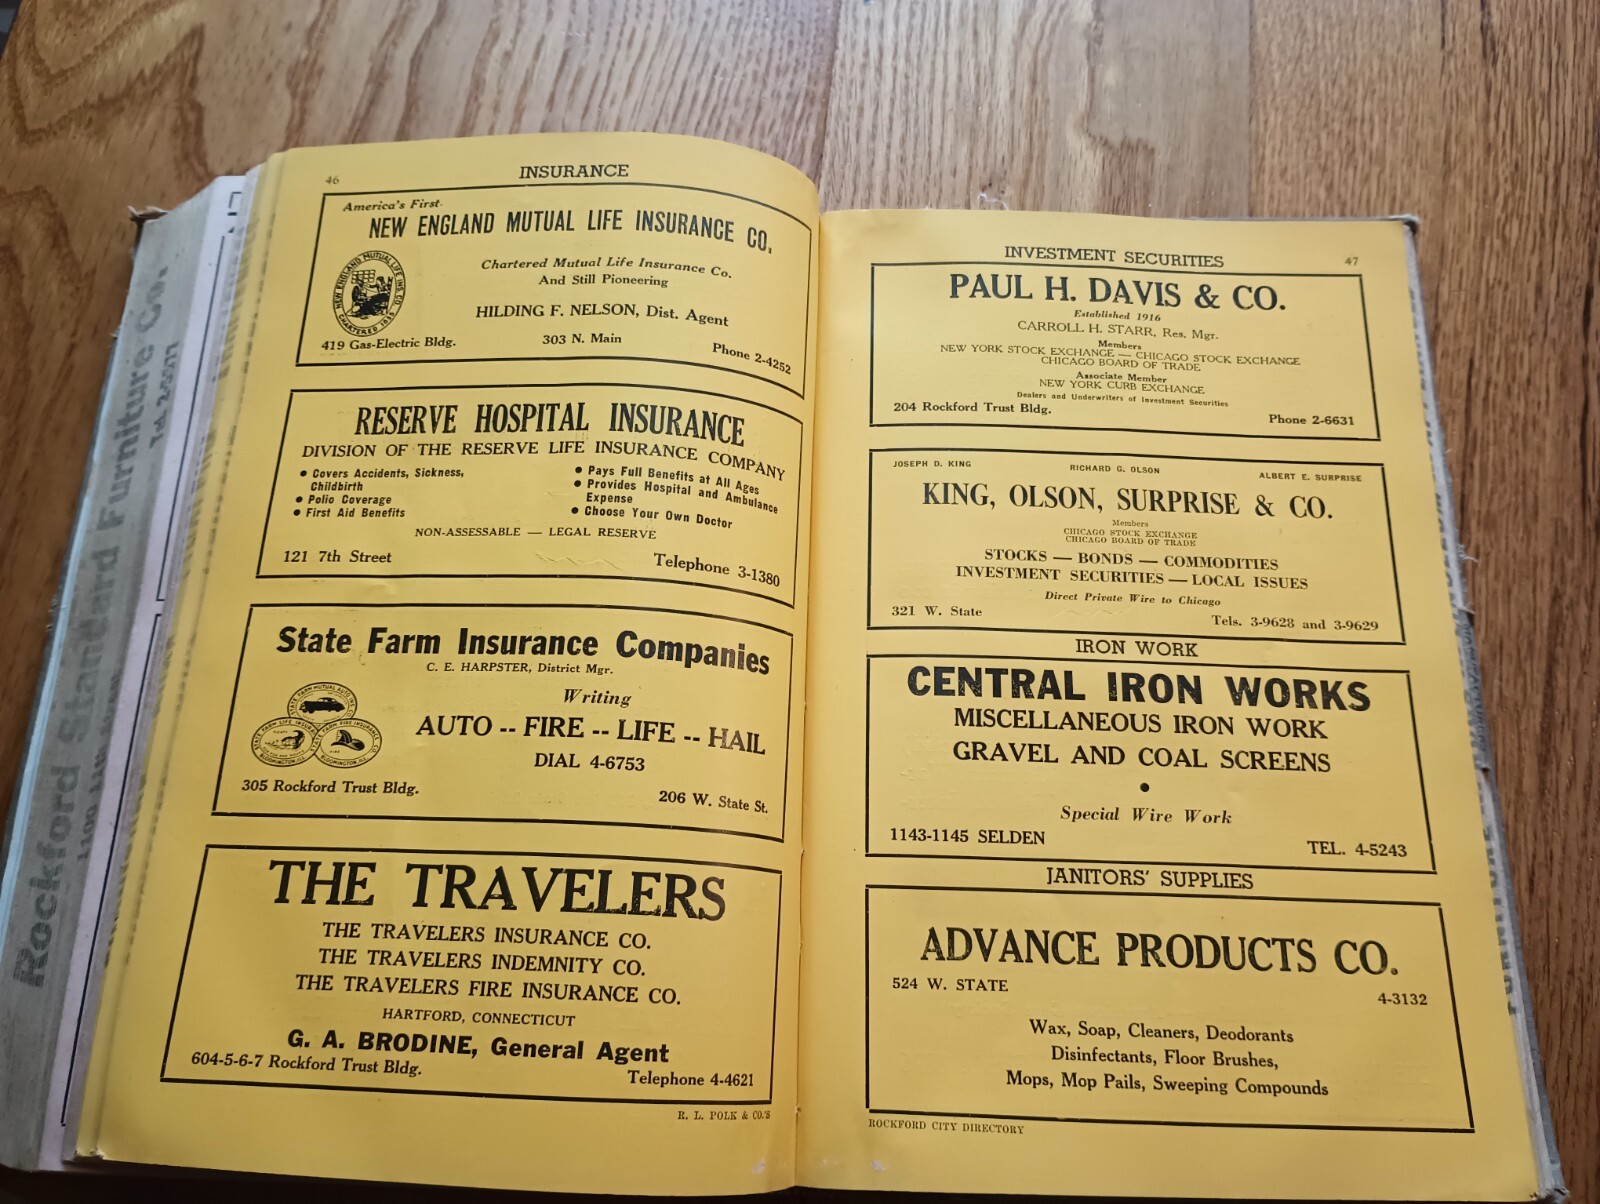 46
INSURANCE
America's First
NEW ENGLAND MUTUAL LIFE INSURANCE CO.
NEW ENGLAND MUTUAL LIFE INS. CO.
CHARTERED 1835
Chartered Mutual Life Insurance Co.
And Still Pioneering
HILDING F. NELSON, Dist. Agent
419 Gas-Electric Bldg.
303 N. Main
Phone 2-4252
RESERVE HOSPITAL INSURANCE
DIVISION OF THE RESERVE LIFE INSURANCE COMPANY
● Covers Accidents, Sickness,
Childbirth
● Polio Coverage
● First Aid Benefits
● Pays Full Benefits at All Ages
● Provides Hospital and Ambulance
Expense
● Choose Your Own Doctor
NON-ASSESSABLE — LEGAL RESERVE
121 7th Street
Telephone 3-1380
State Farm Insurance Companies
C. E. HARPSTER, District Mgr.
Writing
AUTO -- FIRE -- LIFE -- HAIL
DIAL 4-6753
305 Rockford Trust Bldg.
206 W. State St.
THE TRAVELERS
THE TRAVELERS INSURANCE CO.
THE TRAVELERS INDEMNITY CO.
THE TRAVELERS FIRE INSURANCE CO.
HARTFORD, CONNECTICUT
G. A. BRODINE, General Agent
604-5-6-7 Rockford Trust Bldg.
Telephone 4-4621
R. L. POLK & CO.'S
INVESTMENT SECURITIES
47
PAUL H. DAVIS & CO.
Established 1916
CARROLL H. STARR, Res. Mgr.
Members
NEW YORK STOCK EXCHANGE — CHICAGO STOCK EXCHANGE
CHICAGO BOARD OF TRADE
Associate Member
NEW YORK CURB EXCHANGE
Dealers and Underwriters of Investment Securities
204 Rockford Trust Bldg.
Phone 2-6631
JOSEPH D. KING
RICHARD G. OLSON
ALBERT E. SURPRISE
KING, OLSON, SURPRISE & CO.
Members
CHICAGO STOCK EXCHANGE
CHICAGO BOARD OF TRADE
STOCKS — BONDS — COMMODITIES
INVESTMENT SECURITIES — LOCAL ISSUES
Direct Private Wire to Chicago
321 W. State
Tels. 3-9628 and 3-9629
IRON WORK
CENTRAL IRON WORKS
MISCELLANEOUS IRON WORK
GRAVEL AND COAL SCREENS
●
Special Wire Work
1143-1145 SELDEN
TEL. 4-5243
JANITORS' SUPPLIES
ADVANCE PRODUCTS CO.
524 W. STATE
4-3132
Wax, Soap, Cleaners, Deodorants
Disinfectants, Floor Brushes,
Mops, Mop Pails, Sweeping Compounds
ROCKFORD CITY DIRECTORY
Rockford Standard Furniture Co.